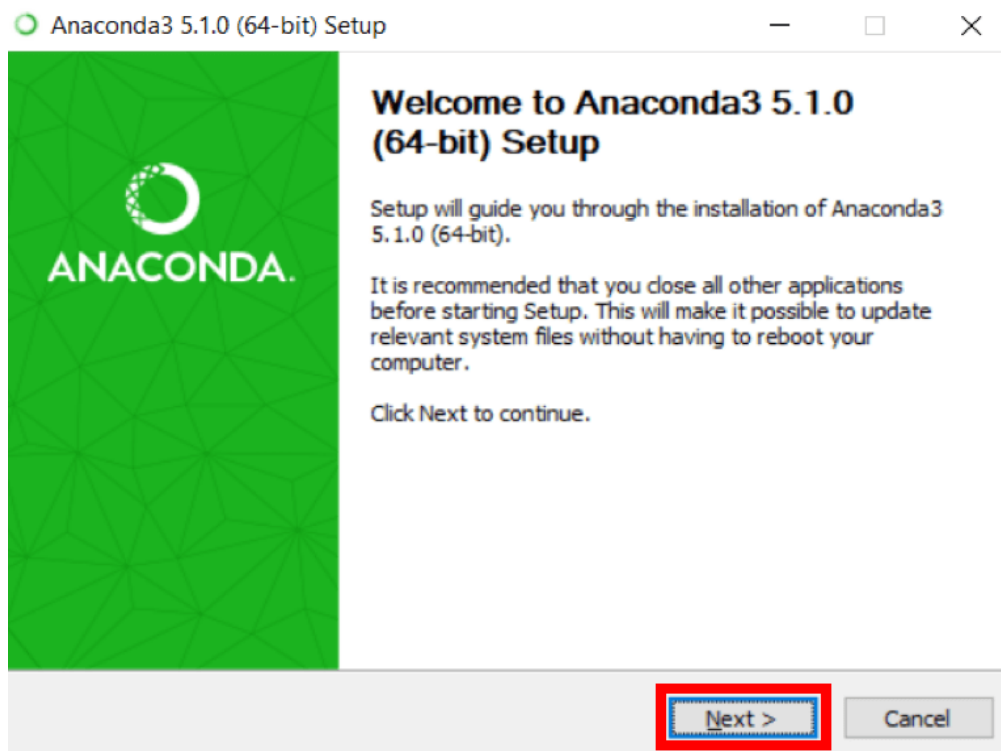 Anaconda3 5.1.0 (64-bit) Setup
ANACONDA.
Welcome to Anaconda3 5.1.0
(64-bit) Setup
Setup will guide you through the installation of Anaconda3
5.1.0 (64-bit).
It is recommended that you close all other applications
before starting Setup. This will make it possible to update
relevant system files without having to reboot your
computer.
Click Next to continue.
Next >
Cancel